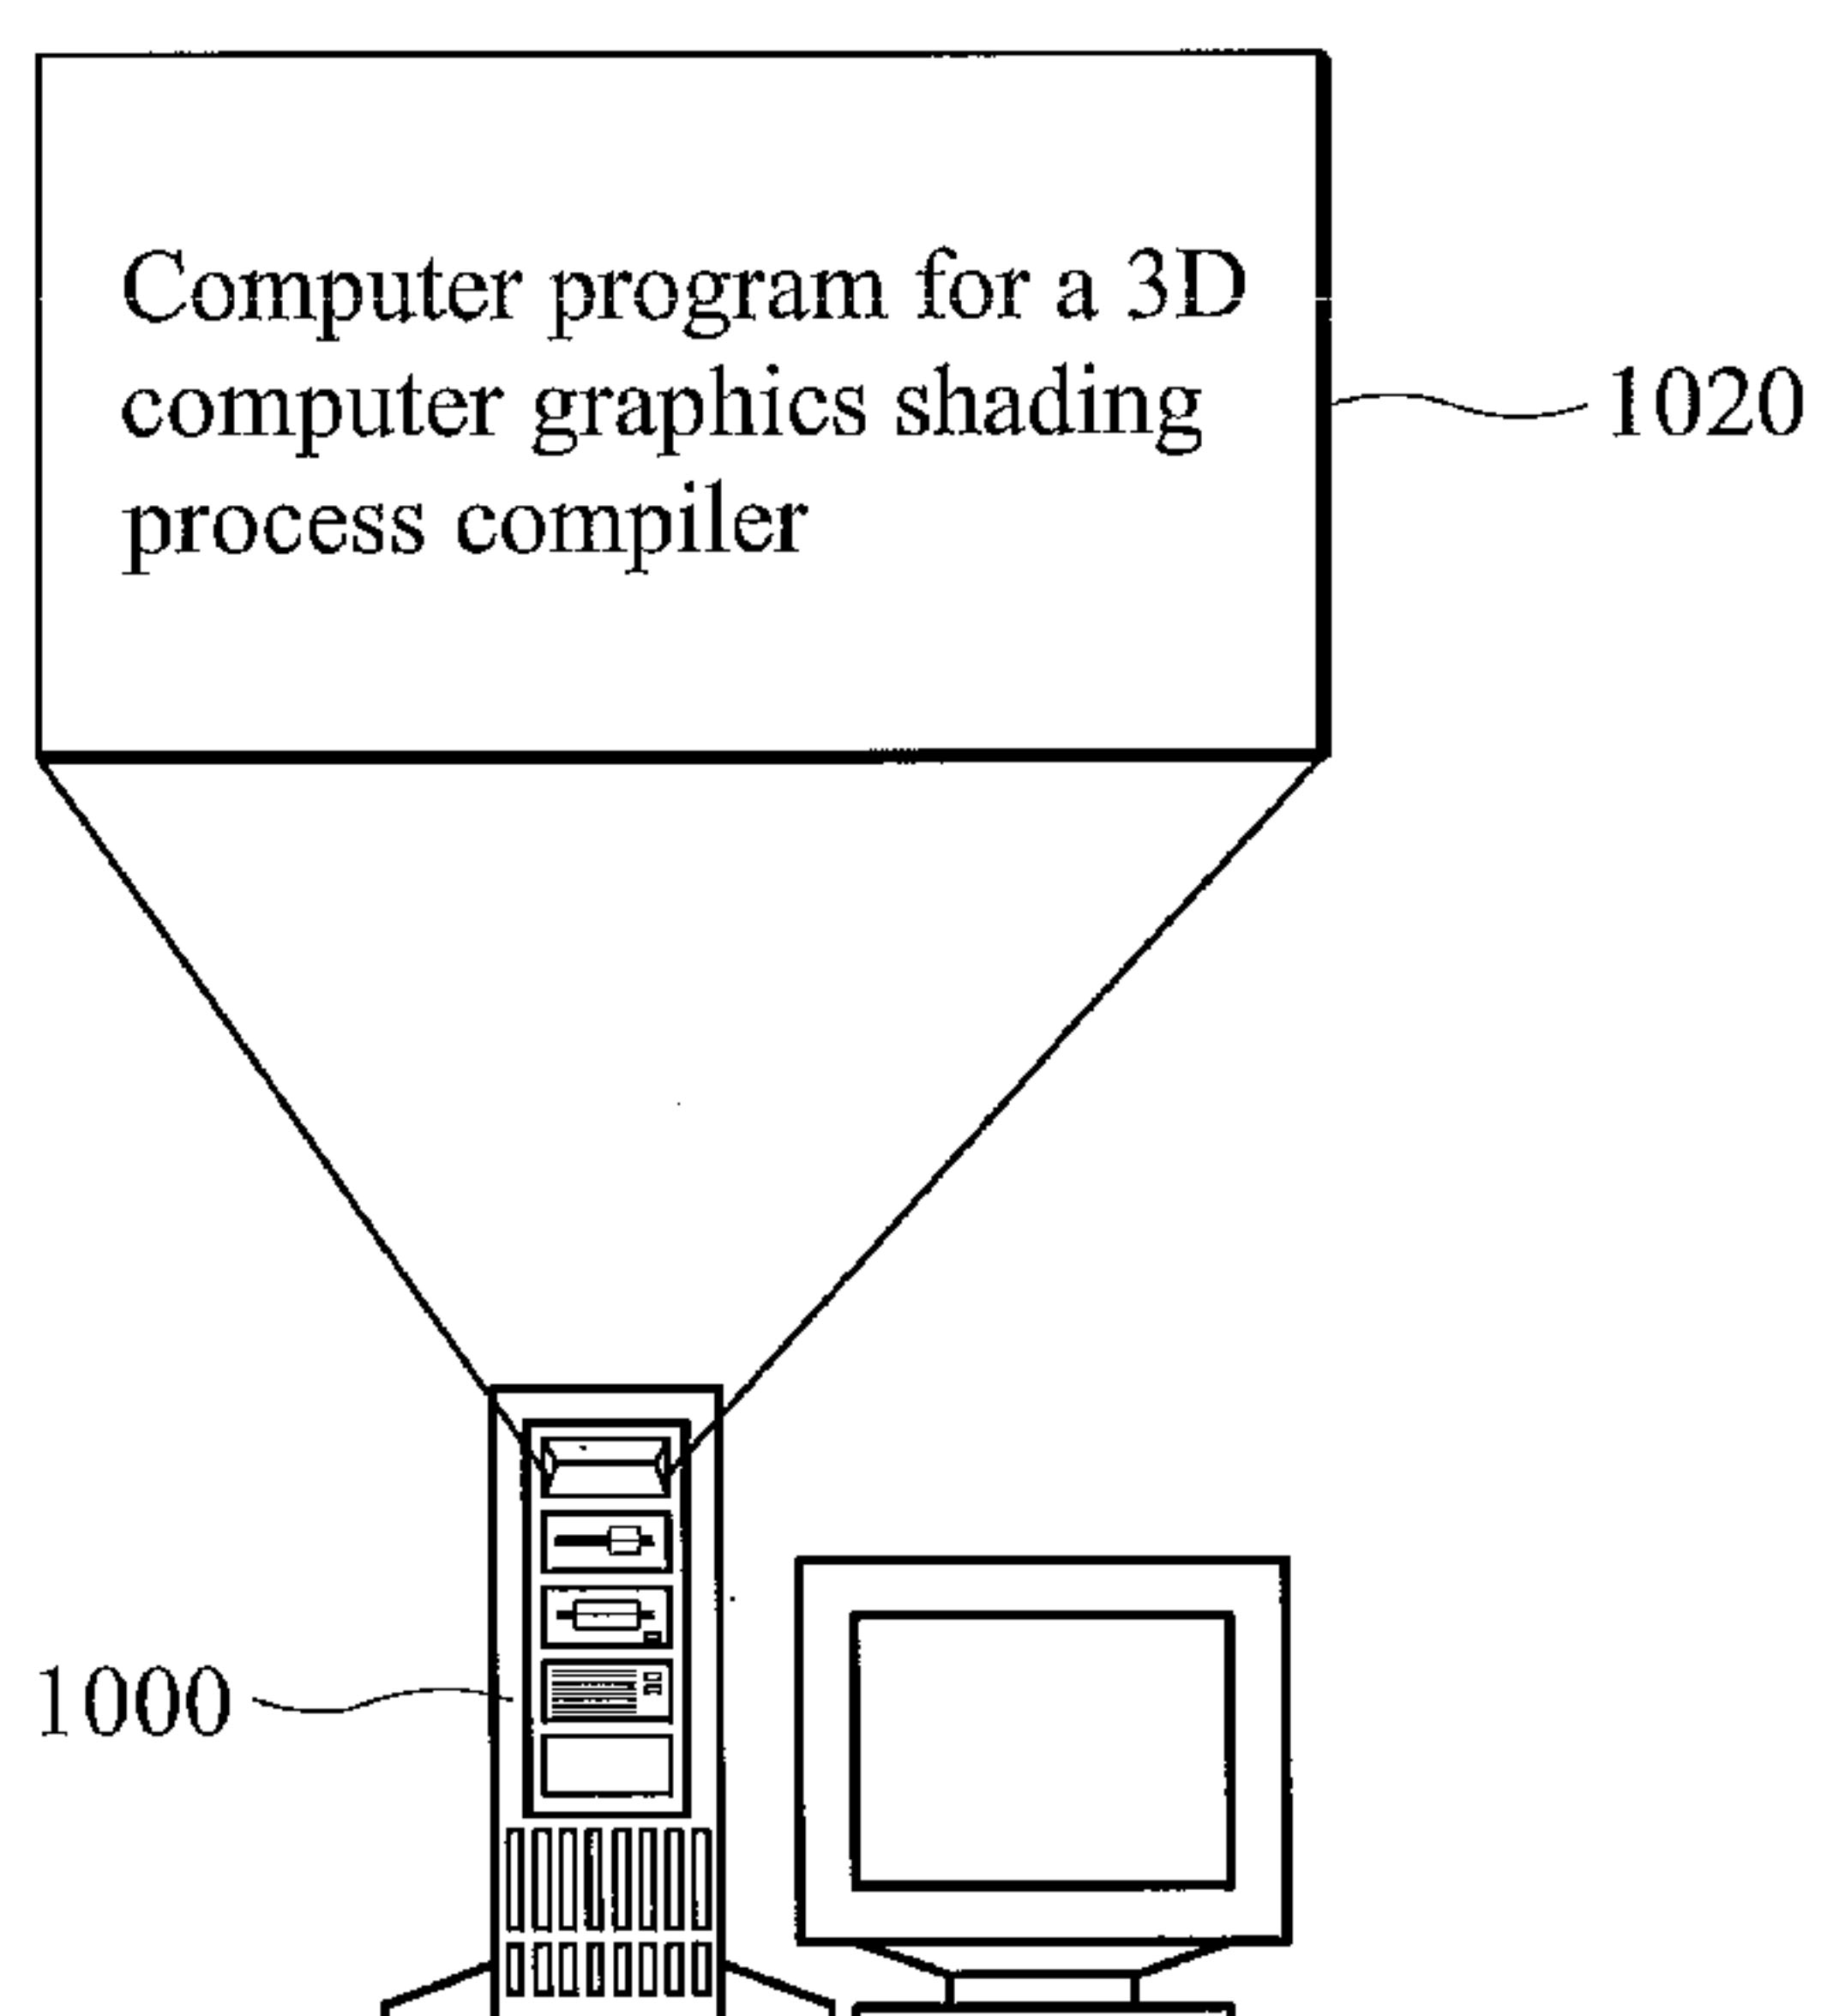 Computer program for a 3D
computer graphics shading
process compiler
1020
1000